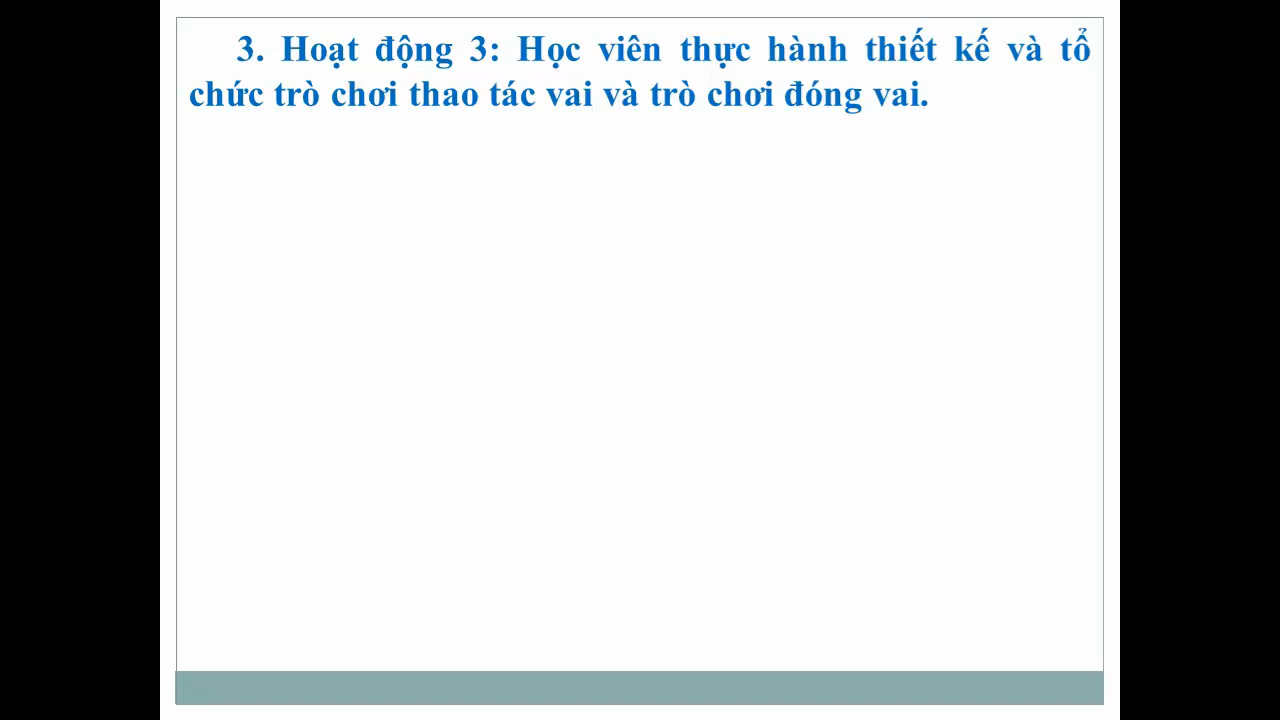 3. Hoạt động 3: Học viên thực hành thiết kế và tổ
chức trò chơi thao tác vai và trò chơi đóng vai.